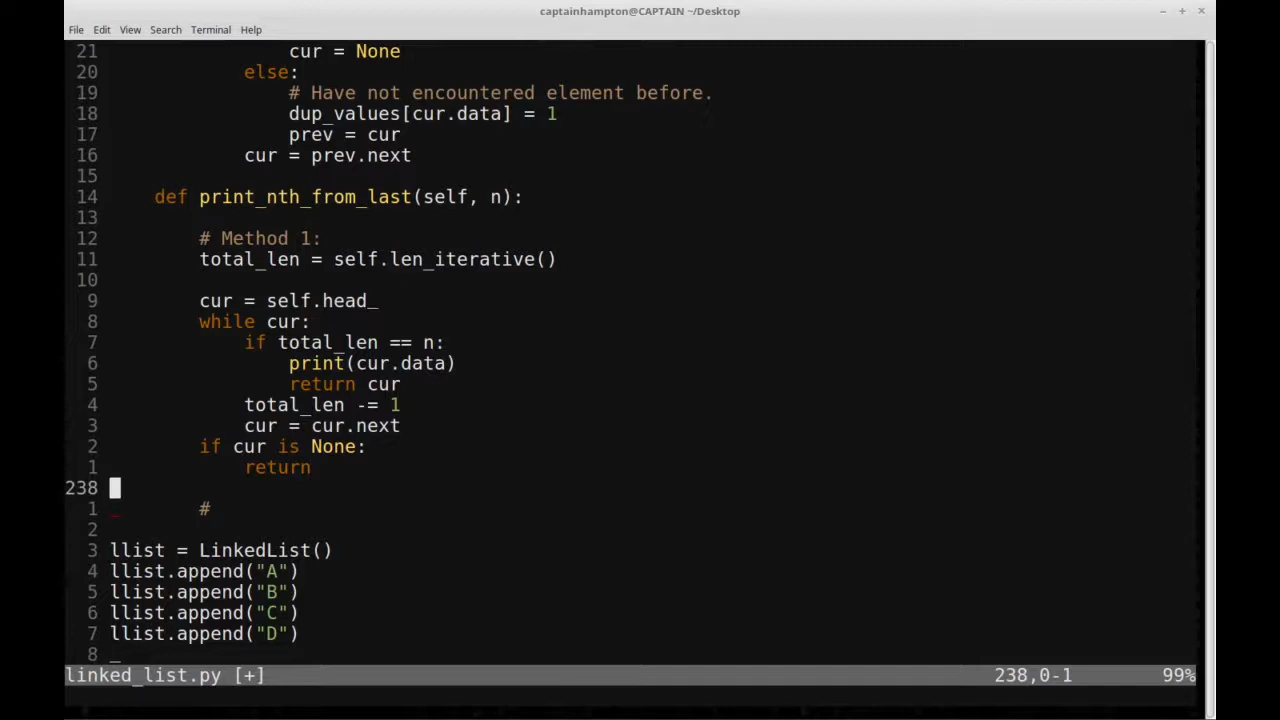 captainhampton@CAPTAIN ~/Desktop
File Edit View Search Terminal Help
21                 cur = None
20             else:
19                 # Have not encountered element before.
18                 dup_values[cur.data] = 1
17                 prev = cur
16             cur = prev.next
15
14     def print_nth_from_last(self, n):
13
12         # Method 1:
11         total_len = self.len_iterative()
10
9         cur = self.head_
8         while cur:
7             if total_len == n:
6                 print(cur.data)
5                 return cur
4             total_len -= 1
3             cur = cur.next
2         if cur is None:
1             return
238
1         #
2
3 llist = LinkedList()
4 llist.append("A")
5 llist.append("B")
6 llist.append("C")
7 llist.append("D")
8 _
linked_list.py [+] 238,0-1 99%